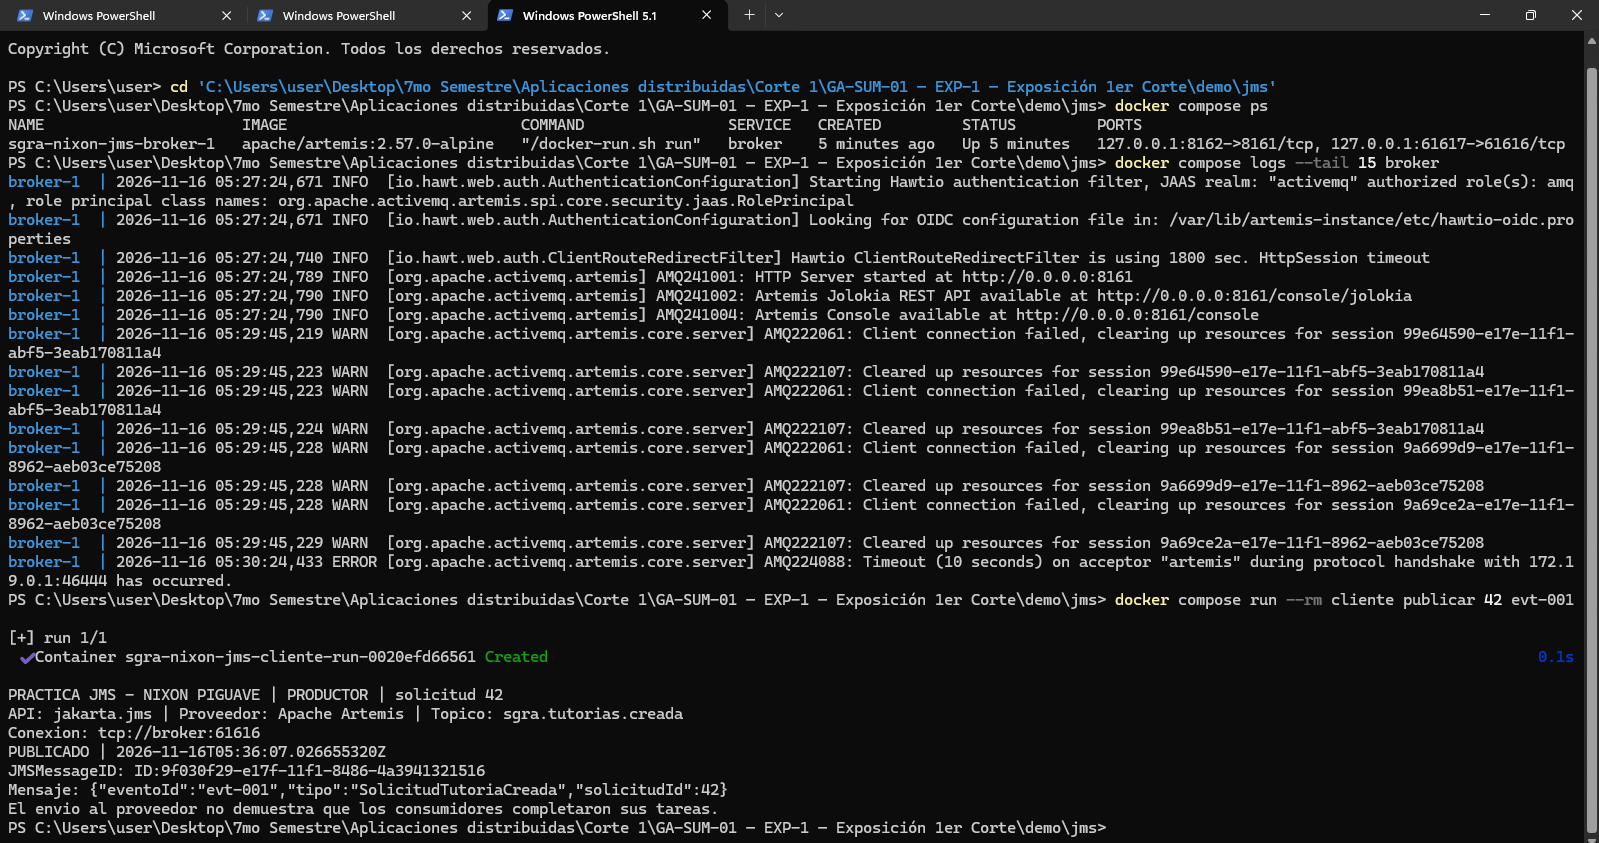 Windows PowerShell
Windows PowerShell
Windows PowerShell 5.1
Copyright (C) Microsoft Corporation. Todos los derechos reservados.
PS C:\Users\user> cd 'C:\Users\user\Desktop\7mo Semestre\Aplicaciones distribuidas\Corte 1\GA-SUM-01 - EXP-1 - Exposición 1er Corte\demo\jms'
PS C:\Users\user\Desktop\7mo Semestre\Aplicaciones distribuidas\Corte 1\GA-SUM-01 - EXP-1 - Exposición 1er Corte\demo\jms> docker compose ps
NAME IMAGE COMMAND SERVICE CREATED STATUS PORTS
sgra-nixon-jms-broker-1 apache/artemis:2.57.0-alpine "/docker-run.sh run" broker 5 minutes ago Up 5 minutes 127.0.0.1:8162->8161/tcp, 127.0.0.1:61617->61616/tcp
PS C:\Users\user\Desktop\7mo Semestre\Aplicaciones distribuidas\Corte 1\GA-SUM-01 - EXP-1 - Exposición 1er Corte\demo\jms> docker compose logs --tail 15 broker
broker-1 | 2026-11-16 05:27:24,671 INFO [io.hawt.web.auth.AuthenticationConfiguration] Starting Hawtio authentication filter, JAAS realm: "activemq" authorized role(s): amq
, role principal class names: org.apache.activemq.artemis.spi.core.security.jaas.RolePrincipal
broker-1 | 2026-11-16 05:27:24,671 INFO [io.hawt.web.auth.AuthenticationConfiguration] Looking for OIDC configuration file in: /var/lib/artemis-instance/etc/hawtio-oidc.pro
perties
broker-1 | 2026-11-16 05:27:24,740 INFO [io.hawt.web.auth.ClientRouteRedirectFilter] Hawtio ClientRouteRedirectFilter is using 1800 sec. HttpSession timeout
broker-1 | 2026-11-16 05:27:24,789 INFO [org.apache.activemq.artemis] AMQ241001: HTTP Server started at http://0.0.0.0:8161
broker-1 | 2026-11-16 05:27:24,790 INFO [org.apache.activemq.artemis] AMQ241002: Artemis Jolokia REST API available at http://0.0.0.0:8161/console/jolokia
broker-1 | 2026-11-16 05:27:24,790 INFO [org.apache.activemq.artemis] AMQ241004: Artemis Console available at http://0.0.0.0:8161/console
broker-1 | 2026-11-16 05:29:45,219 WARN [org.apache.activemq.artemis.core.server] AMQ222061: Client connection failed, clearing up resources for session 99e64590-e17e-11f1-
abf5-3eab170811a4
broker-1 | 2026-11-16 05:29:45,223 WARN [org.apache.activemq.artemis.core.server] AMQ222107: Cleared up resources for session 99e64590-e17e-11f1-abf5-3eab170811a4
broker-1 | 2026-11-16 05:29:45,223 WARN [org.apache.activemq.artemis.core.server] AMQ222061: Client connection failed, clearing up resources for session 99ea8b51-e17e-11f1-
abf5-3eab170811a4
broker-1 | 2026-11-16 05:29:45,224 WARN [org.apache.activemq.artemis.core.server] AMQ222107: Cleared up resources for session 99ea8b51-e17e-11f1-abf5-3eab170811a4
broker-1 | 2026-11-16 05:29:45,228 WARN [org.apache.activemq.artemis.core.server] AMQ222061: Client connection failed, clearing up resources for session 9a6699d9-e17e-11f1-
8962-aeb03ce75208
broker-1 | 2026-11-16 05:29:45,228 WARN [org.apache.activemq.artemis.core.server] AMQ222107: Cleared up resources for session 9a6699d9-e17e-11f1-8962-aeb03ce75208
broker-1 | 2026-11-16 05:29:45,228 WARN [org.apache.activemq.artemis.core.server] AMQ222061: Client connection failed, clearing up resources for session 9a69ce2a-e17e-11f1-
8962-aeb03ce75208
broker-1 | 2026-11-16 05:29:45,229 WARN [org.apache.activemq.artemis.core.server] AMQ222107: Cleared up resources for session 9a69ce2a-e17e-11f1-8962-aeb03ce75208
broker-1 | 2026-11-16 05:30:24,433 ERROR [org.apache.activemq.artemis.core.server] AMQ224088: Timeout (10 seconds) on acceptor "artemis" during protocol handshake with 172.1
9.0.1:46444 has occurred.
PS C:\Users\user\Desktop\7mo Semestre\Aplicaciones distribuidas\Corte 1\GA-SUM-01 - EXP-1 - Exposición 1er Corte\demo\jms> docker compose run --rm cliente publicar 42 evt-001
[+] run 1/1
✔Container sgra-nixon-jms-cliente-run-0020efd66561 Created 0.1s
PRACTICA JMS - NIXON PIGUAVE | PRODUCTOR | solicitud 42
API: jakarta.jms | Proveedor: Apache Artemis | Topico: sgra.tutorias.creada
Conexion: tcp://broker:61616
PUBLICADO | 2026-11-16T05:36:07.026655320Z
JMSMessageID: ID:9f030f29-e17f-11f1-8486-4a3941321516
Mensaje: {"eventoId":"evt-001","tipo":"SolicitudTutoriaCreada","solicitudId":42}
El envio al proveedor no demuestra que los consumidores completaron sus tareas.
PS C:\Users\user\Desktop\7mo Semestre\Aplicaciones distribuidas\Corte 1\GA-SUM-01 - EXP-1 - Exposición 1er Corte\demo\jms>